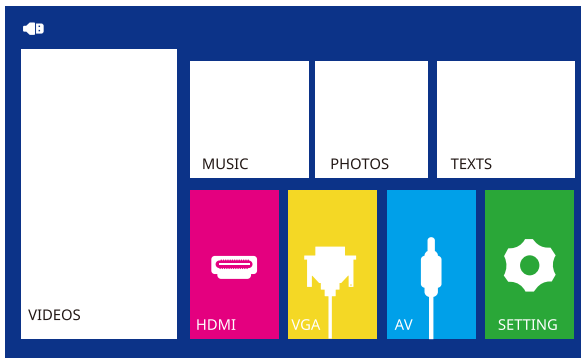 MUSIC
PHOTOS
TEXTS
VIDEOS
HDMI
VGA
AV
SETTING